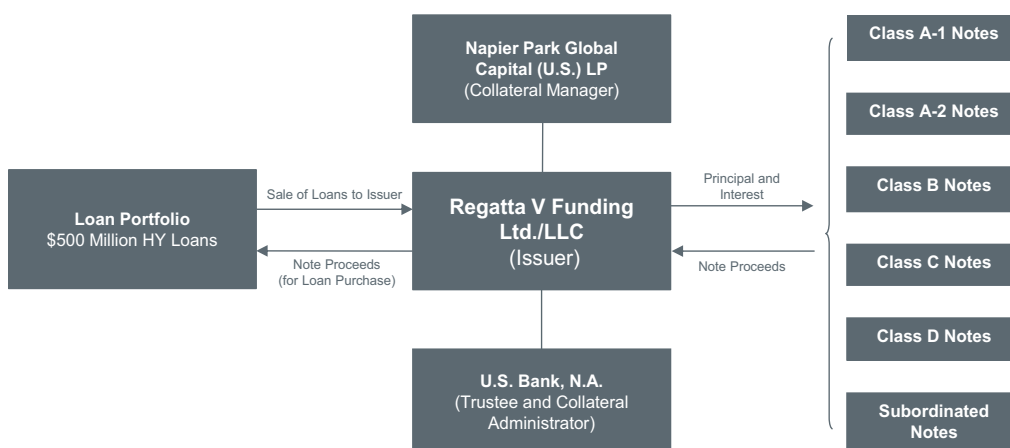 Napier Park Global
Capital (U.S.) LP
(Collateral Manager)
Loan Portfolio
$500 Million HY Loans
Sale of Loans to Issuer
Note Proceeds
(for Loan Purchase)
Regatta V Funding
Ltd./LLC
(Issuer)
Principal and
Interest
Note Proceeds
U.S. Bank, N.A.
(Trustee and Collateral
Administrator)
Class A-1 Notes
Class A-2 Notes
Class B Notes
Class C Notes
Class D Notes
Subordinated
Notes